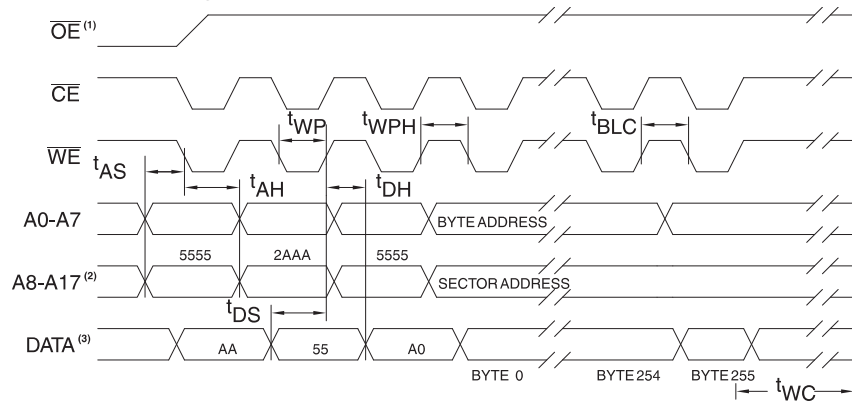 OE (1)
CE
tWP tWPH tBLC
WE
tAS
tAH tDH
A0-A7 BYTE ADDRESS
5555 2AAA 5555
A8-A17 (2) SECTOR ADDRESS
tDS
DATA (3) AA 55 A0
BYTE 0 BYTE 254 BYTE 255
tWC